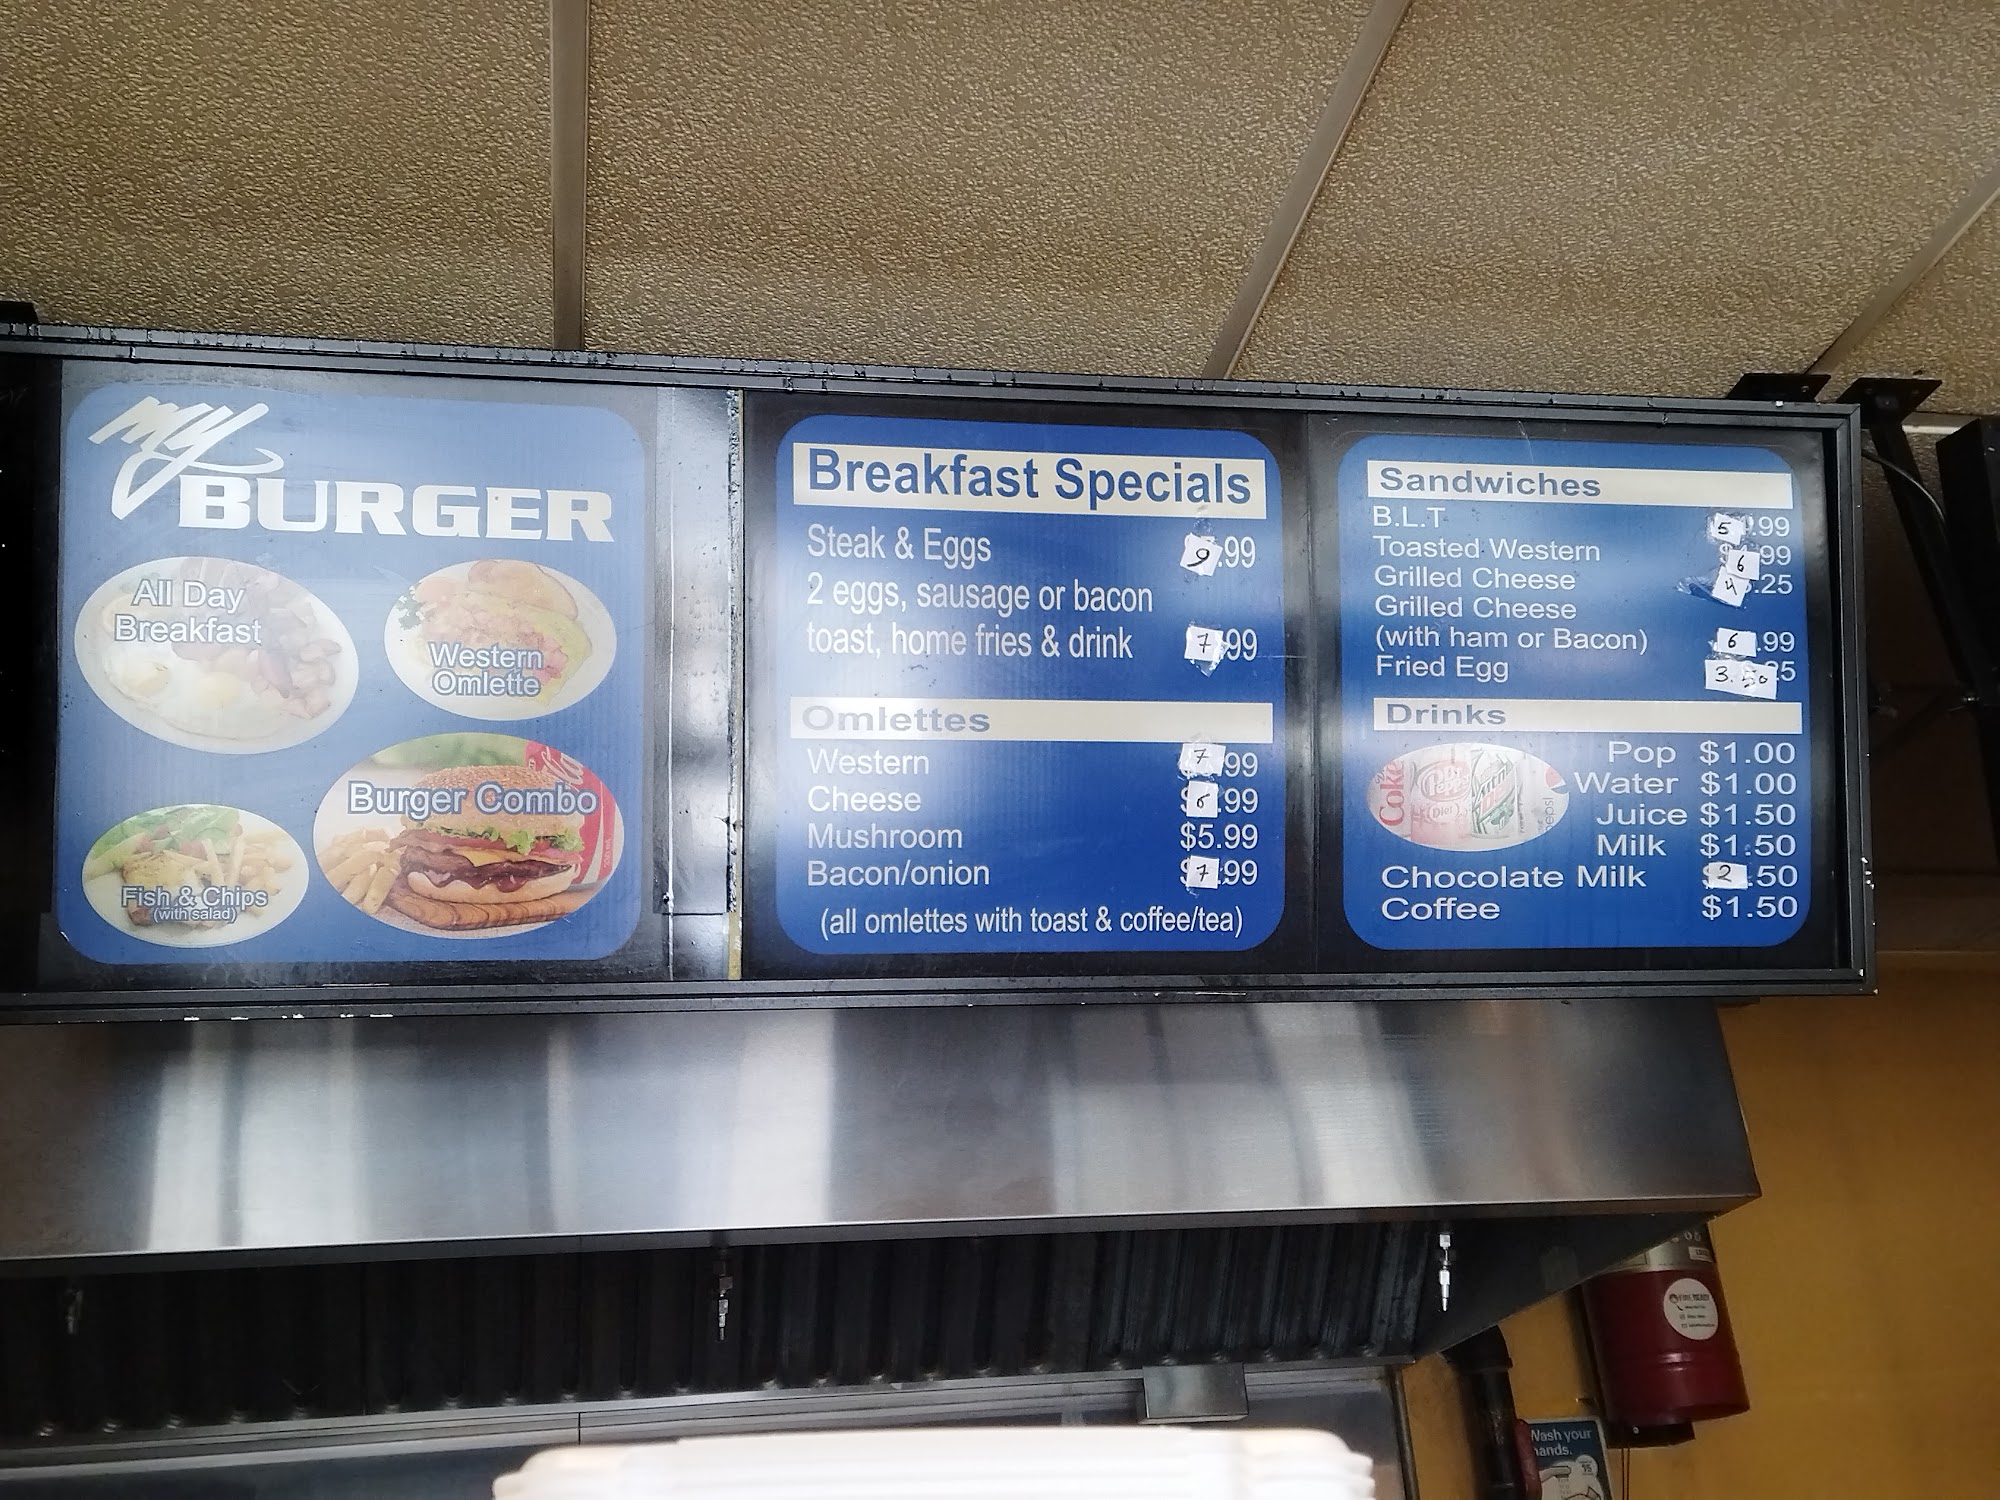 my
BURGER
All Day
Breakfast
Western
Omlette
Burger Combo
Fish & Chips
(with salad)
Breakfast Specials
Steak & Eggs 9.99
2 eggs, sausage or bacon
toast, home fries & drink 7.99
Omlettes
Western 7.99
Cheese $6.99
Mushroom $5.99
Bacon/onion $7.99
(all omlettes with toast & coffee/tea)
Sandwiches
B.L.T 5.99
Toasted Western 6.99
Grilled Cheese 4.25
Grilled Cheese
(with ham or Bacon) 6.99
Fried Egg 3.50
Drinks
Pop $1.00
Water $1.00
Juice $1.50
Milk $1.50
Chocolate Milk 2.50
Coffee $1.50
Coke
Diet
pepsi
Wash your
hands.